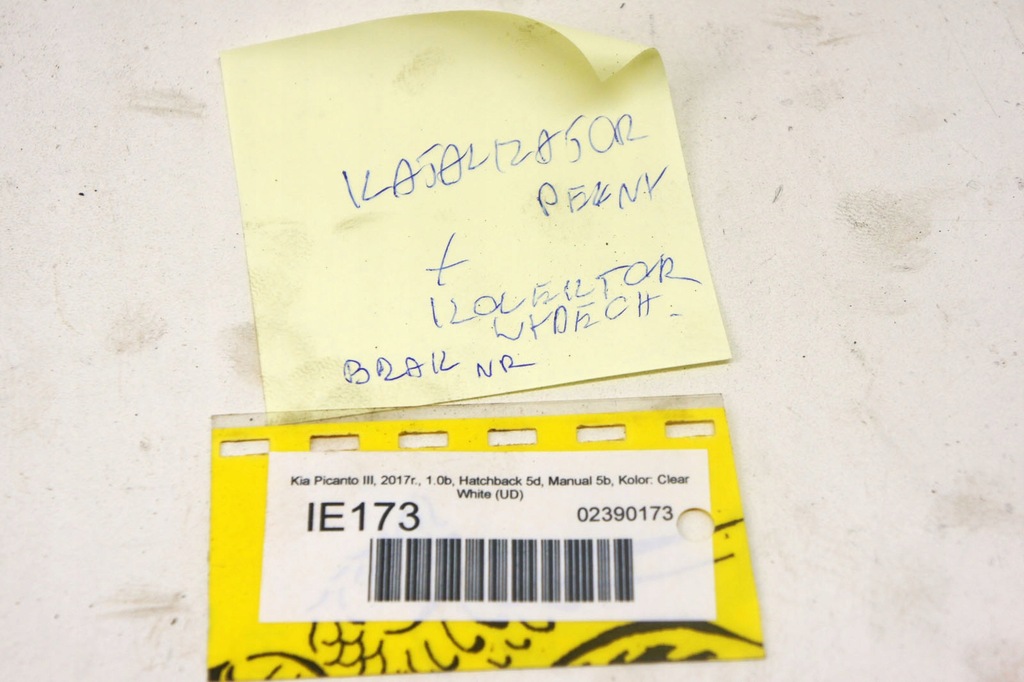 KATALIZATOR
PEŁNY
+
KOLEKTOR
WYDECH.
BRAK NR
Kia Picanto III, 2017r., 1.0b, Hatchback 5d, Manual 5b, Kolor: Clear
White (UD)
IE173 02390173